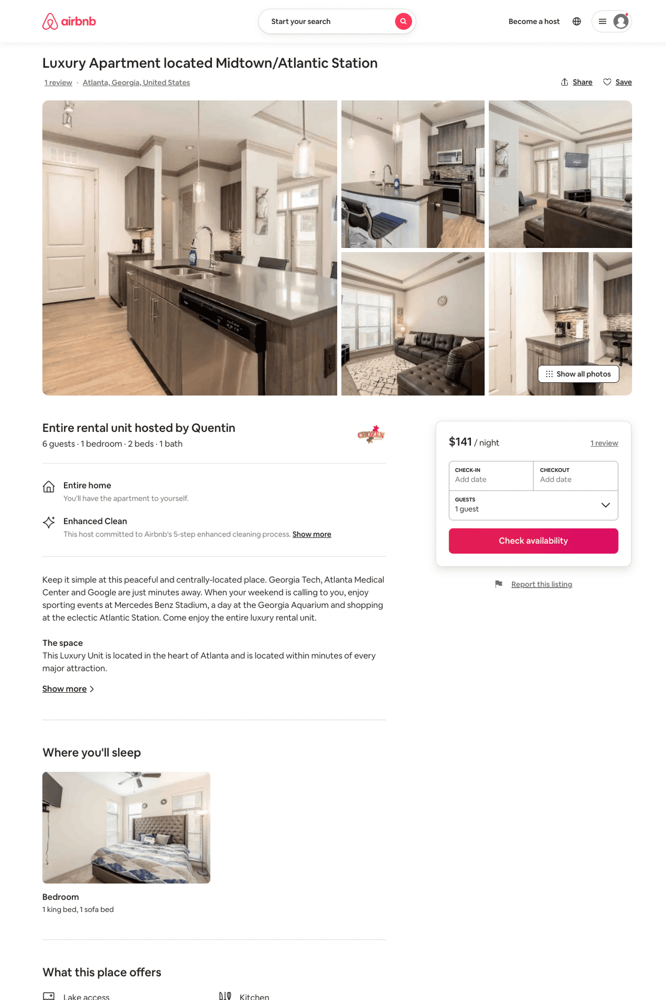 airbnb
Start your search
Become a host
Luxury Apartment located Midtown/Atlantic Station
1 review · Atlanta, Georgia, United States
Share
Save
Show all photos
Entire rental unit hosted by Quentin
6 guests · 1 bedroom · 2 beds · 1 bath
CHOZEN
Entire home
You'll have the apartment to yourself.
Enhanced Clean
This host committed to Airbnb's 5-step enhanced cleaning process. Show more
Keep it simple at this peaceful and centrally-located place. Georgia Tech, Atlanta Medical
Center and Google are just minutes away. When your weekend is calling to you, enjoy
sporting events at Mercedes Benz Stadium, a day at the Georgia Aquarium and shopping
at the eclectic Atlantic Station. Come enjoy the entire luxury rental unit.
The space
This Luxury Unit is located in the heart of Atlanta and is located within minutes of every
major attraction.
Show more
$141 / night
1 review
CHECK-IN
Add date
CHECKOUT
Add date
GUESTS
1 guest
Check availability
Report this listing
Where you'll sleep
Bedroom
1 king bed, 1 sofa bed
What this place offers
Lake access
Kitchen